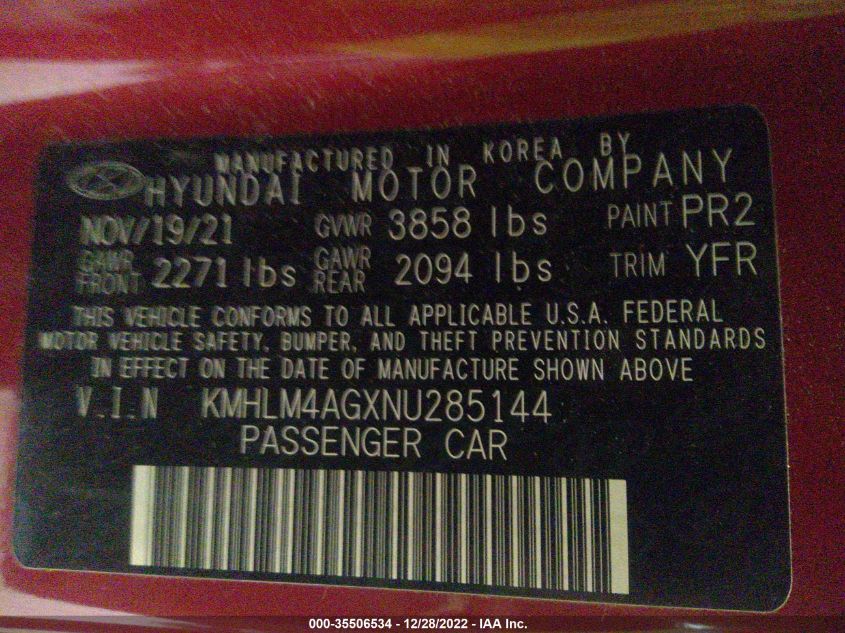 MANUFACTURED IN KOREA BY
HYUNDAI MOTOR COMPANY
NOV/19/21 GVWR 3858 lbs PAINT PR2
GAWR FRONT 2271 lbs GAWR REAR 2094 lbs TRIM YFR
THIS VEHICLE CONFORMS TO ALL APPLICABLE U.S.A. FEDERAL
MOTOR VEHICLE SAFETY, BUMPER, AND THEFT PREVENTION STANDARDS
IN EFFECT ON THE DATE OF MANUFACTURE SHOWN ABOVE
V.I.N KMHLM4AGXNU285144
PASSENGER CAR
000-35506534 - 12/28/2022 - IAA Inc.